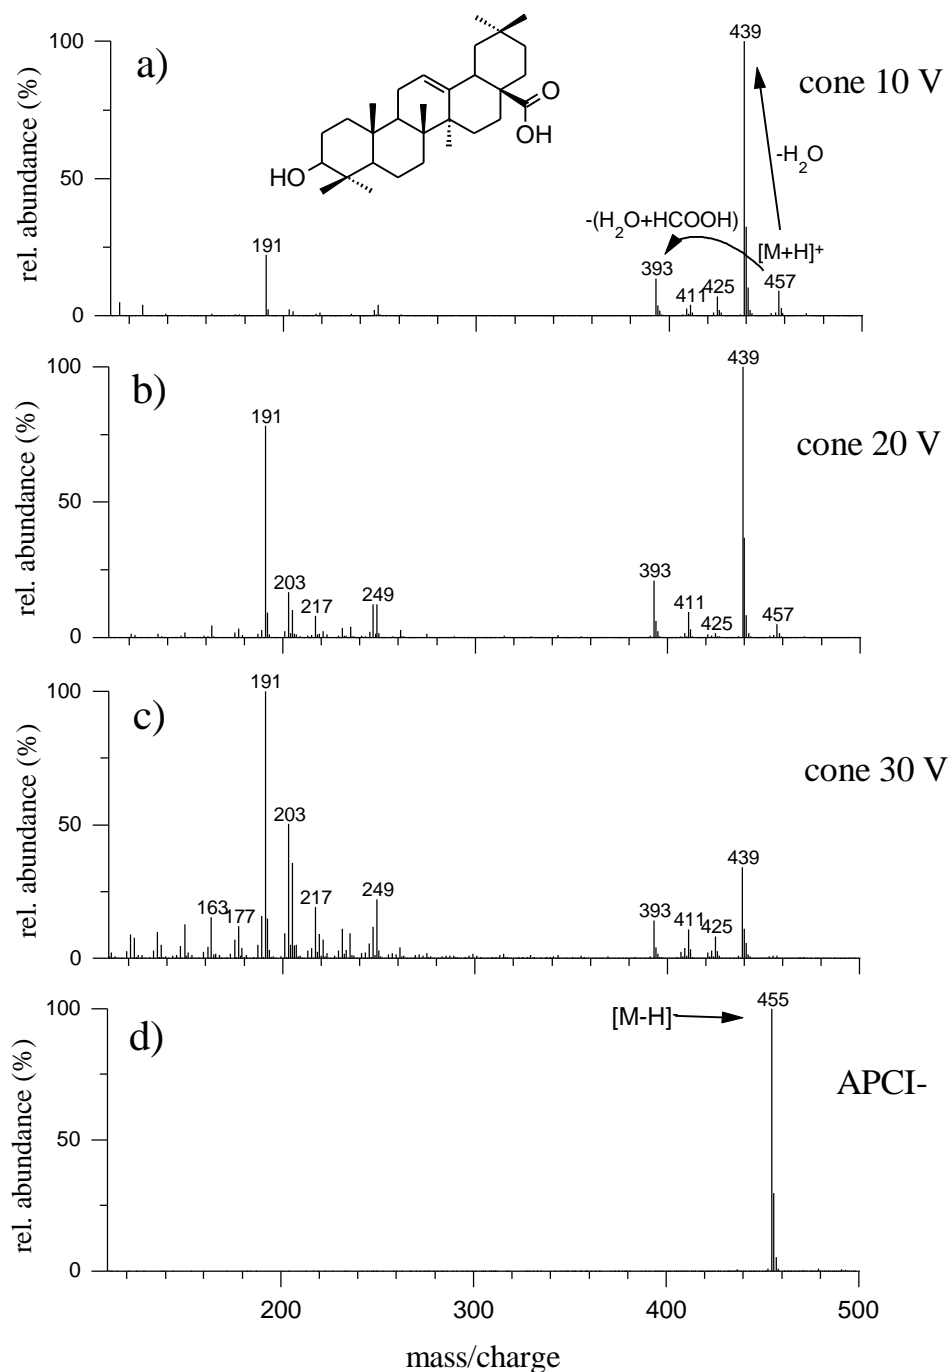 a)
cone 10 V
rel. abundance (%)
100
50
0
HO
O
OH
439
-H2O
-(H2O+HCOOH)
[M+H]+
191
393
411
425
457
b)
cone 20 V
rel. abundance (%)
100
50
0
191
203
217
249
393
411
425
439
457
c)
cone 30 V
rel. abundance (%)
100
50
0
163
177
191
203
217
249
393
411
425
439
d)
[M-H]-
455
APCI-
rel. abundance (%)
100
50
0
200
300
400
500
mass/charge